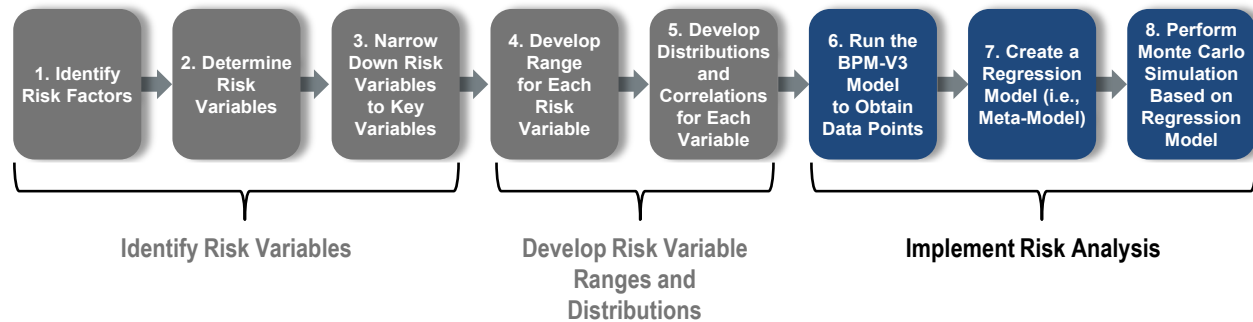 1. Identify
Risk Factors
2. Determine
Risk
Variables
3. Narrow
Down Risk
Variables
to Key
Variables
4. Develop
Range
for Each
Risk
Variable
5. Develop
Distributions
and
Correlations
for Each
Variable
6. Run the
BPM-V3
Model
to Obtain
Data Points
7. Create a
Regression
Model (i.e.,
Meta-Model)
8. Perform
Monte Carlo
Simulation
Based on
Regression
Model
Identify Risk Variables
Develop Risk Variable
Ranges and
Distributions
Implement Risk Analysis